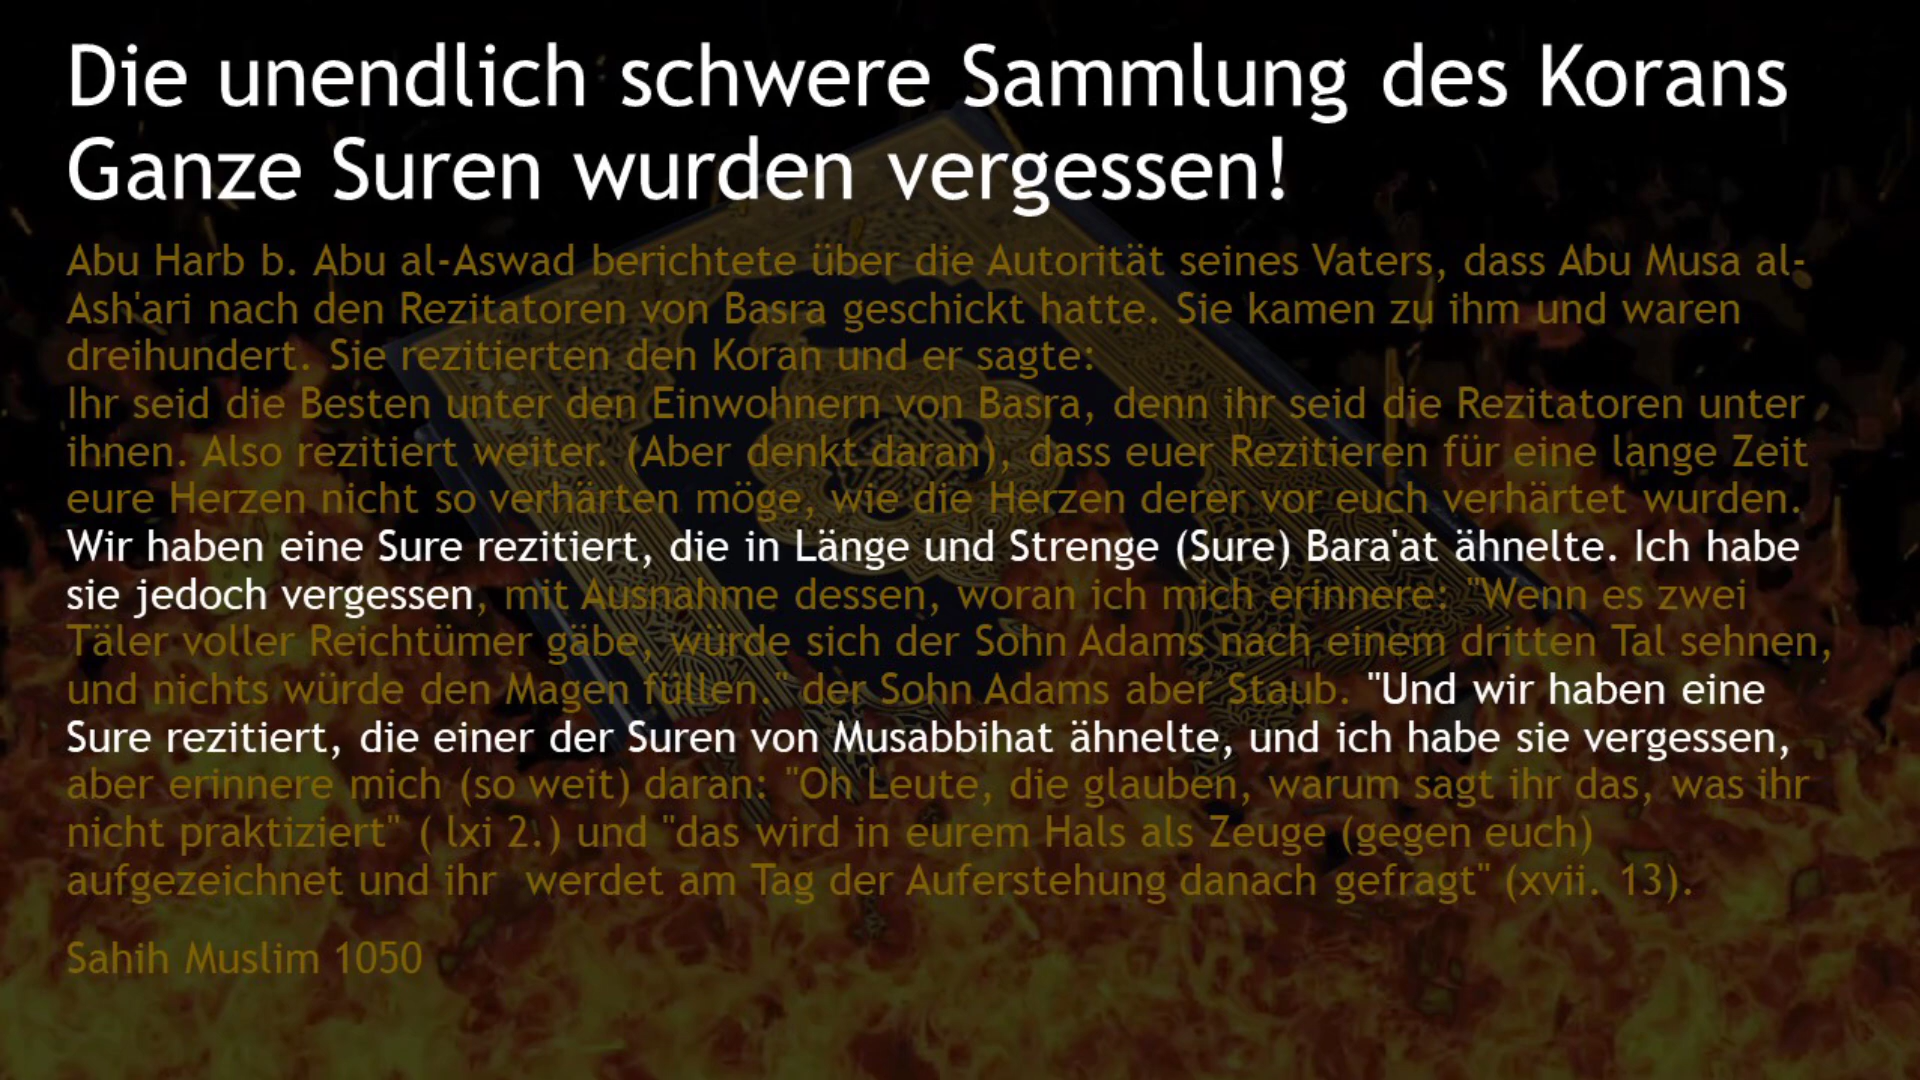 Die unendlich schwere Sammlung des Korans
Ganze Suren wurden vergessen!
Abu Harb b. Abu al-Aswad berichtete über die Autorität seines Vaters, dass Abu Musa al-
Ash'ari nach den Rezitatoren von Basra geschickt hatte. Sie kamen zu ihm und waren
dreihundert. Sie rezitierten den Koran und er sagte:
Ihr seid die Besten unter den Einwohnern von Basra, denn ihr seid die Rezitatoren unter
ihnen. Also rezitiert weiter. (Aber denkt daran), dass euer Rezitieren für eine lange Zeit
eure Herzen nicht so verhärten möge, wie die Herzen derer vor euch verhärtet wurden.
Wir haben eine Sure rezitiert, die in Länge und Strenge (Sure) Bara'at ähnelte. Ich habe
sie jedoch vergessen, mit Ausnahme dessen, woran ich mich erinnere: "Wenn es zwei
Täler voller Reichtümer gäbe, würde sich der Sohn Adams nach einem dritten Tal sehnen,
und nichts würde den Magen füllen." der Sohn Adams aber Staub. "Und wir haben eine
Sure rezitiert, die einer der Suren von Musabbihat ähnelte, und ich habe sie vergessen,
aber erinnere mich (so weit) daran: "Oh Leute, die glauben, warum sagt ihr das, was ihr
nicht praktiziert" ( lxi 2.) und "das wird in eurem Hals als Zeuge (gegen euch)
aufgezeichnet und ihr  werdet am Tag der Auferstehung danach gefragt" (xvii. 13).
Sahih Muslim 1050